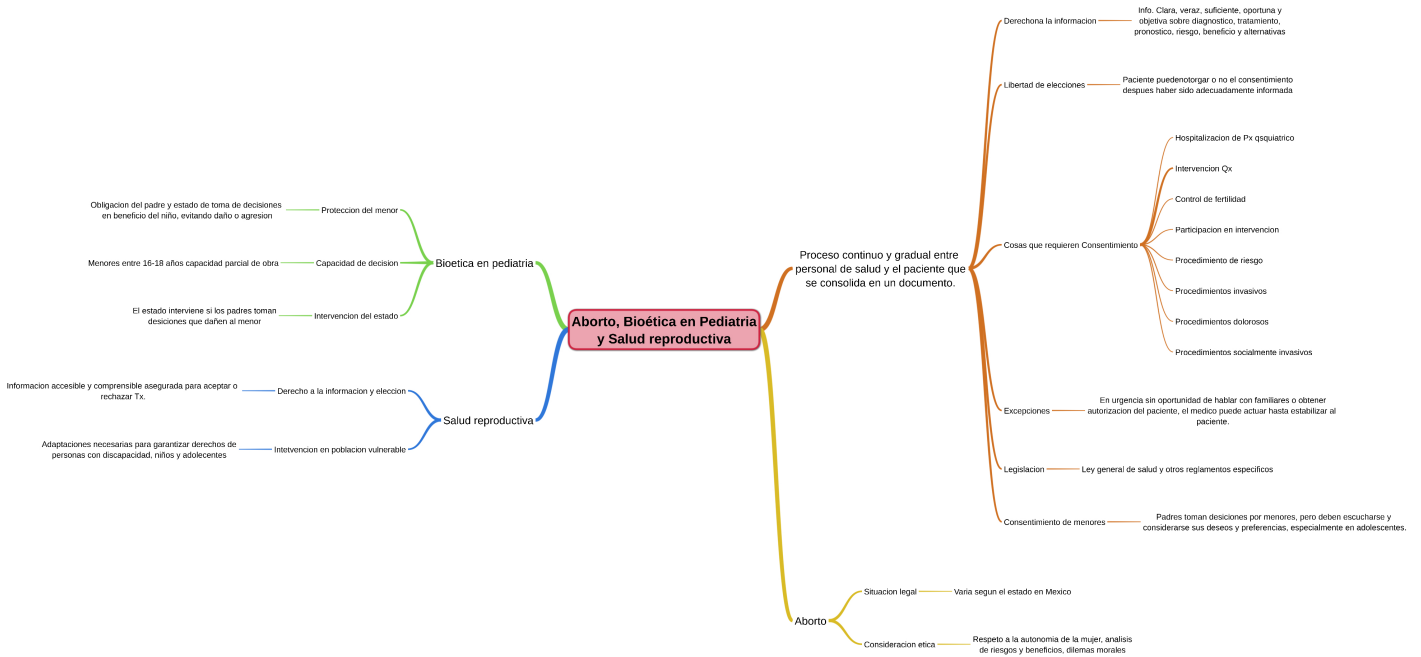 Aborto, Bioética en Pediatria
y Salud reproductiva
Proceso continuo y gradual entre
personal de salud y el paciente que
se consolida en un documento.
Derechona la informacion
Info. Clara, veraz, suficiente, oportuna y
objetiva sobre diagnostico, tratamiento,
pronostico, riesgo, beneficio y alternativas
Libertad de elecciones
Paciente puedenotorgar o no el consentimiento
despues haber sido adecuadamente informada
Cosas que requieren Consentimiento
Hospitalizacion de Px qsquiatrico
Intervencion Qx
Control de fertilidad
Participacion en intervencion
Procedimiento de riesgo
Procedimientos invasivos
Procedimientos dolorosos
Procedimientos socialmente invasivos
Excepciones
En urgencia sin oportunidad de hablar con familiares o obtener
autorizacion del paciente, el medico puede actuar hasta estabilizar al
paciente.
Legislacion
Ley general de salud y otros reglamentos especificos
Consentimiento de menores
Padres toman desiciones por menores, pero deben escucharse y
considerarse sus deseos y preferencias, especialmente en adolescentes.
Aborto
Situacion legal
Varia segun el estado en Mexico
Consideracion etica
Respeto a la autonomia de la mujer, analisis
de riesgos y beneficios, dilemas morales
Bioetica en pediatria
Proteccion del menor
Obligacion del padre y estado de toma de decisiones
en beneficio del niño, evitando daño o agresion
Capacidad de decision
Menores entre 16-18 años capacidad parcial de obra
Intervencion del estado
El estado interviene si los padres toman
desiciones que dañen al menor
Salud reproductiva
Derecho a la informacion y eleccion
Informacion accesible y comprensible asegurada para aceptar o
rechazar Tx.
Intetvencion en poblacion vulnerable
Adaptaciones necesarias para garantizar derechos de
personas con discapacidad, niños y adolecentes